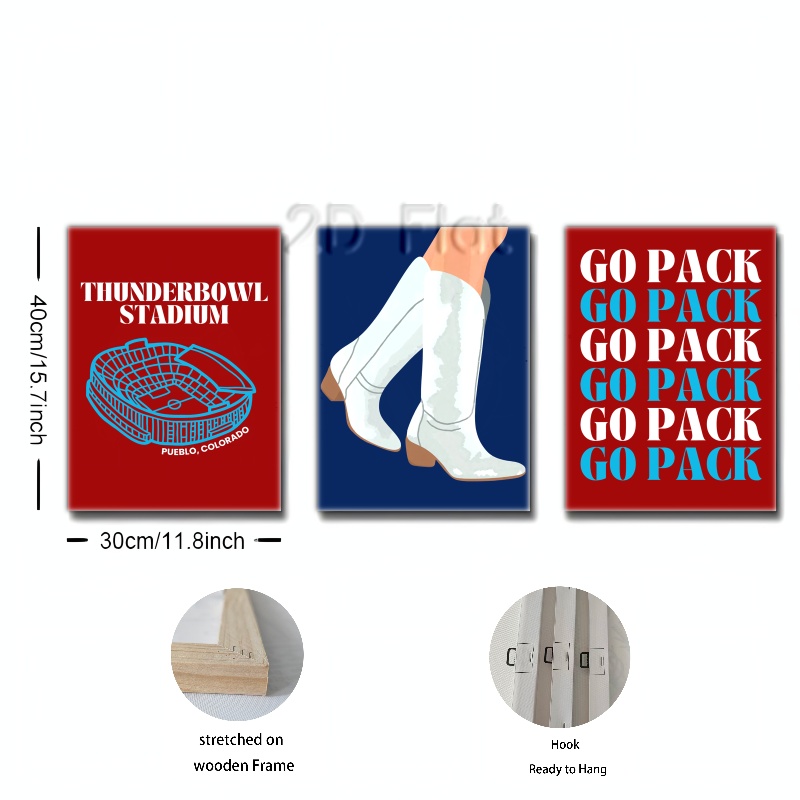 2D Flat
THUNDERBOWL
STADIUM
PUEBLO, COLORADO
GO PACK
GO PACK
GO PACK
GO PACK
GO PACK
GO PACK
40cm/15.7inch
30cm/11.8inch
stretched on
wooden Frame
Hook
Ready to Hang